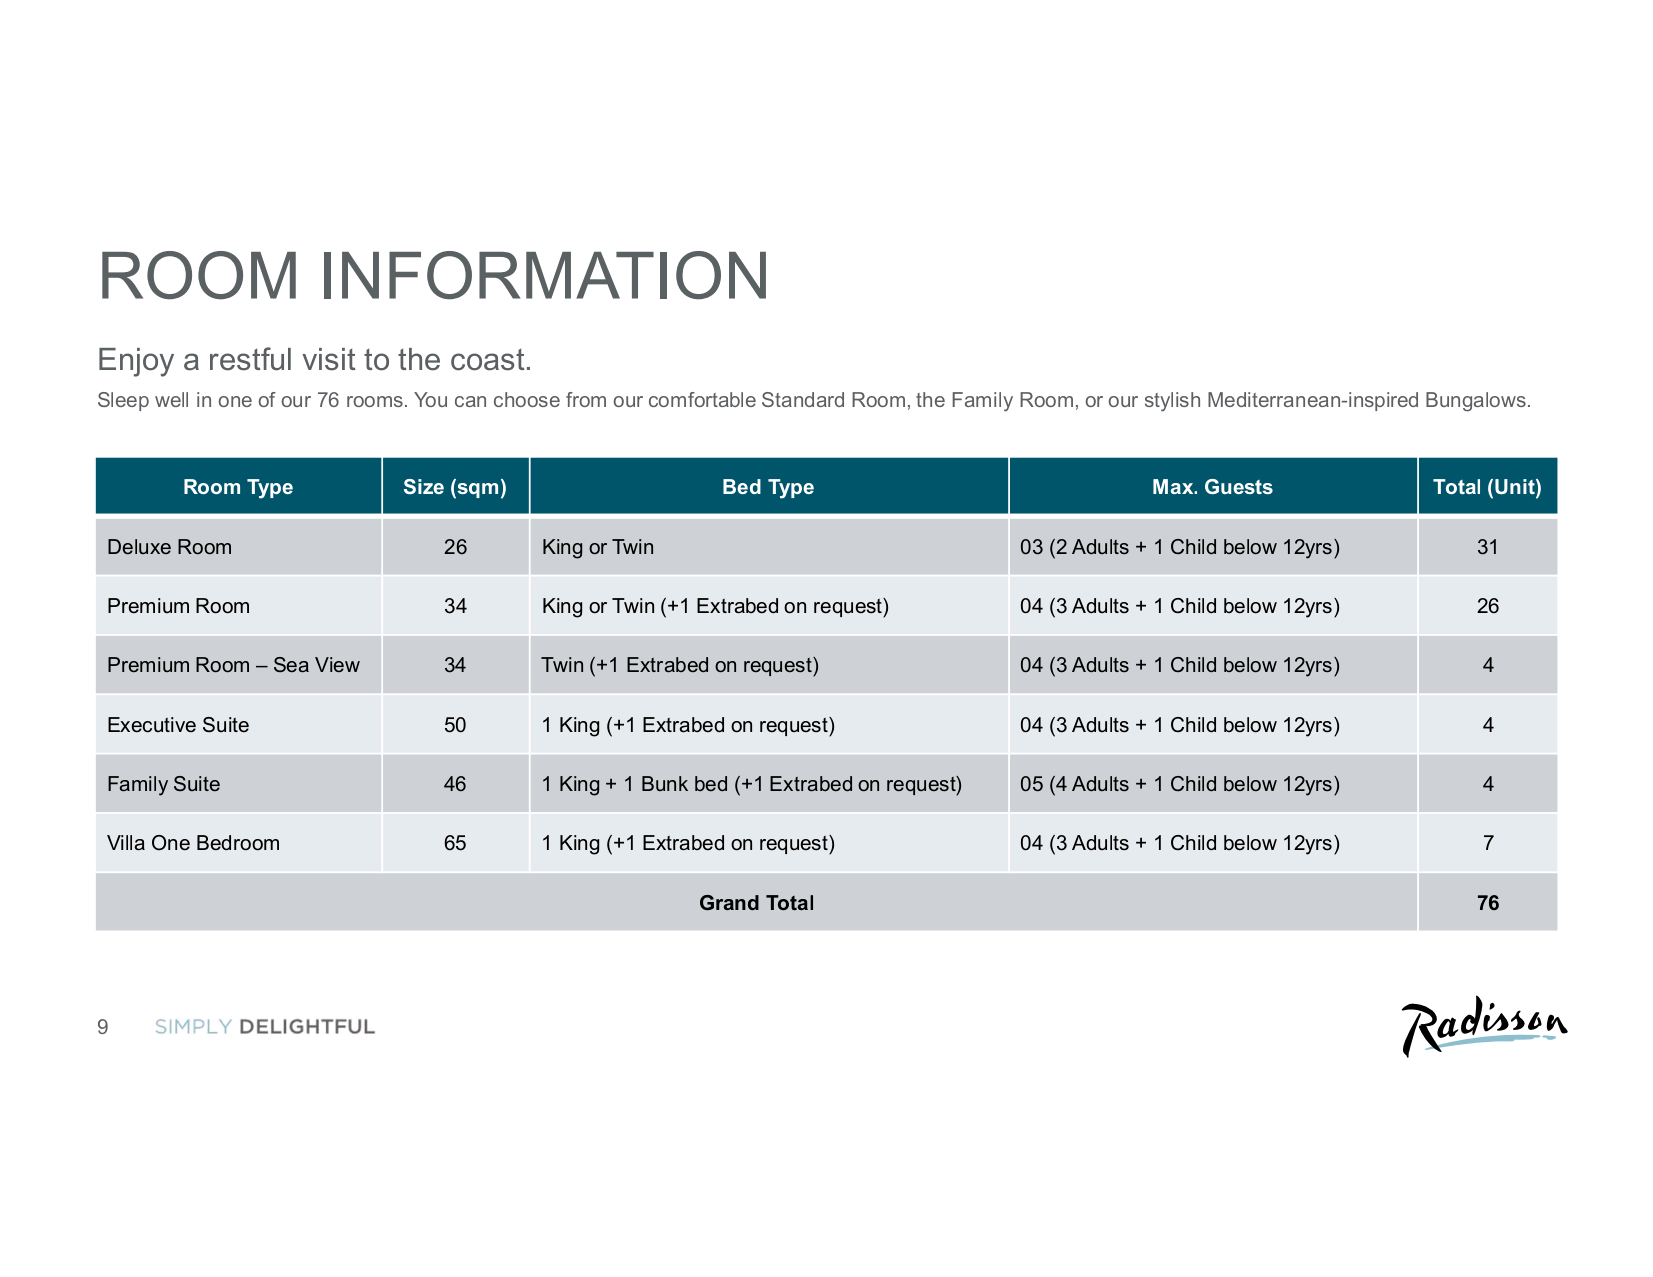 ROOM INFORMATION
Enjoy a restful visit to the coast.
Sleep well in one of our 76 rooms. You can choose from our comfortable Standard Room, the Family Room, or our stylish Mediterranean-inspired Bungalows.
Room Type Size (sqm) Bed Type Max. Guests Total (Unit)
Deluxe Room 26 King or Twin 03 (2 Adults + 1 Child below 12yrs) 31
Premium Room 34 King or Twin (+1 Extrabed on request) 04 (3 Adults + 1 Child below 12yrs) 26
Premium Room – Sea View 34 Twin (+1 Extrabed on request) 04 (3 Adults + 1 Child below 12yrs) 4
Executive Suite 50 1 King (+1 Extrabed on request) 04 (3 Adults + 1 Child below 12yrs) 4
Family Suite 46 1 King + 1 Bunk bed (+1 Extrabed on request) 05 (4 Adults + 1 Child below 12yrs) 4
Villa One Bedroom 65 1 King (+1 Extrabed on request) 04 (3 Adults + 1 Child below 12yrs) 7
Grand Total 76
9 SIMPLY DELIGHTFUL Radisson